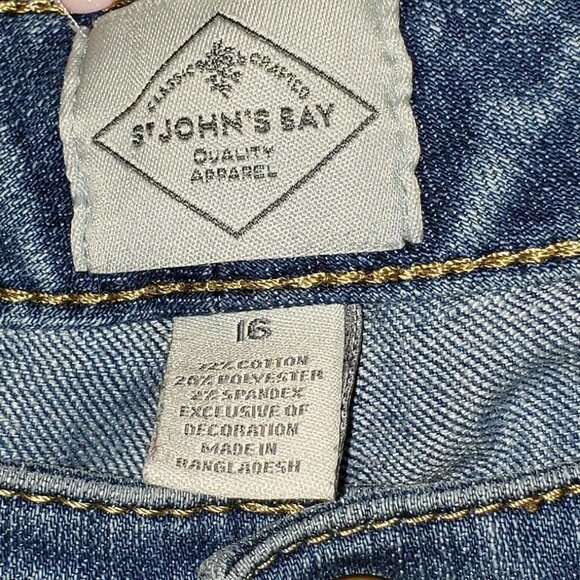 CLASSIC CRAFTED
ST JOHN'S BAY
QUALITY
APPAREL
16
72% COTTON
26% POLYESTER
2% SPANDEX
EXCLUSIVE OF
DECORATION
MADE IN
BANGLADESH